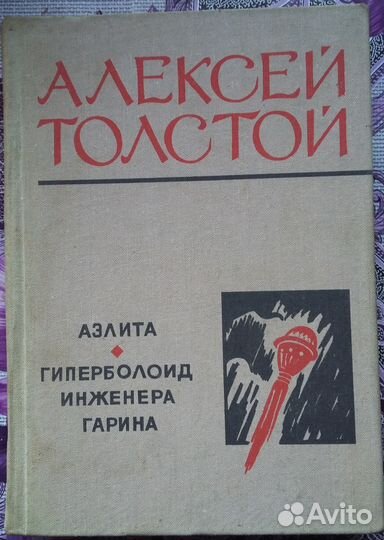 АЛЕКСЕЙ
ТОЛСТОЙ
АЭЛИТА
ГИПЕРБОЛОИД
ИНЖЕНЕРА
ГАРИНА
Avito